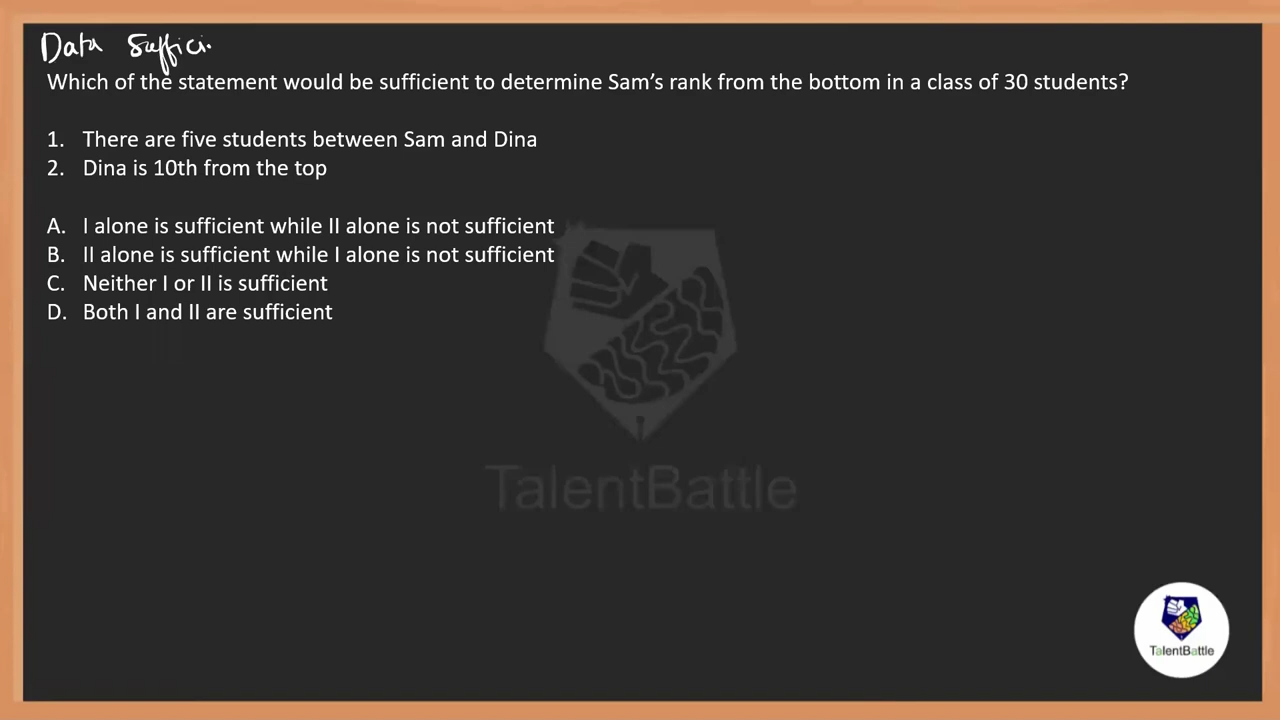 Data Suffici.
Which of the statement would be sufficient to determine Sam’s rank from the bottom in a class of 30 students?
1. There are five students between Sam and Dina
2. Dina is 10th from the top
A. I alone is sufficient while II alone is not sufficient
B. II alone is sufficient while I alone is not sufficient
C. Neither I or II is sufficient
D. Both I and II are sufficient
TalentBattle
TalentBattle